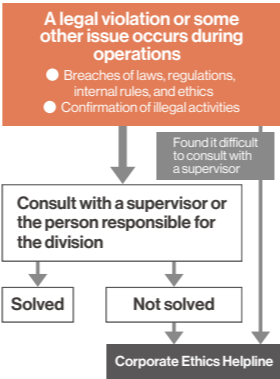 A legal violation or some
other issue occurs during
operations
● Breaches of laws, regulations,
internal rules, and ethics
● Confirmation of illegal activities
Found it difficult
to consult with
a supervisor
Consult with a supervisor or
the person responsible for
the division
Solved
Not solved
Corporate Ethics Helpline